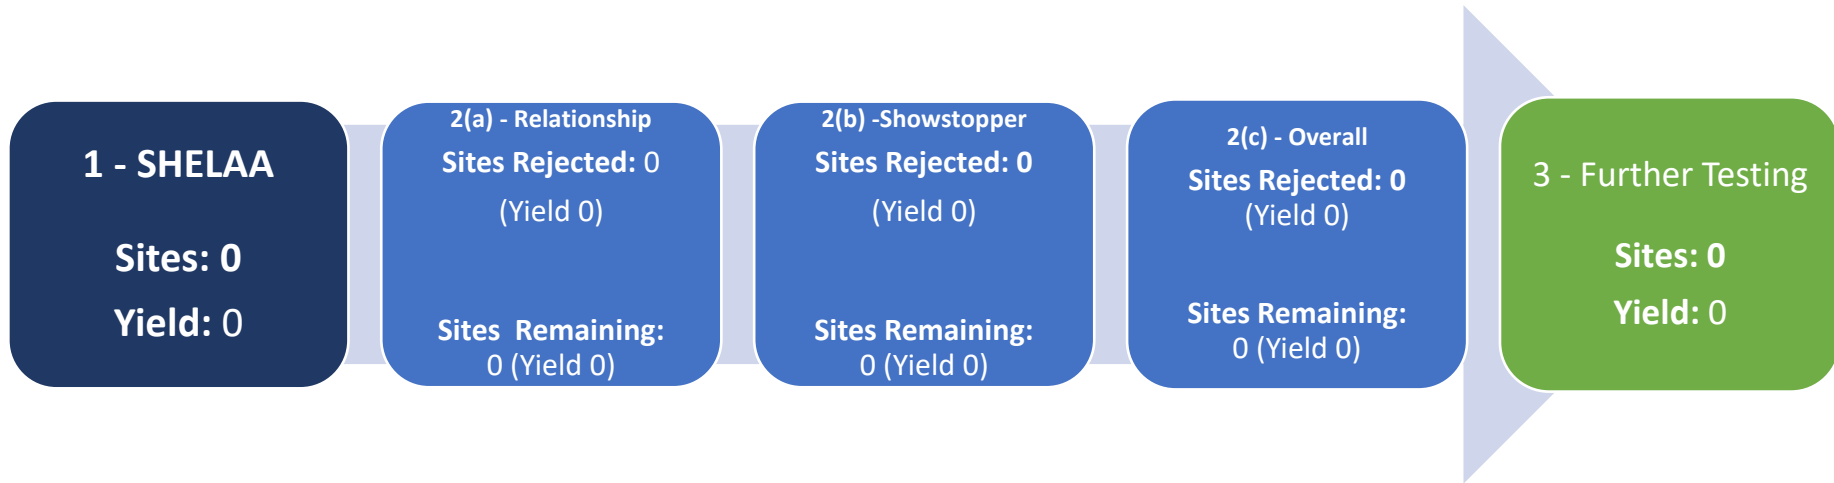 1 - SHELAA
Sites: 0
Yield: 0
2(a) - Relationship
Sites Rejected: 0
(Yield 0)
Sites  Remaining:
0 (Yield 0)
2(b) -Showstopper
Sites Rejected: 0
(Yield 0)
Sites Remaining:
0 (Yield 0)
2(c) - Overall
Sites Rejected: 0
(Yield 0)
Sites Remaining:
0 (Yield 0)
3 - Further Testing
Sites: 0
Yield: 0